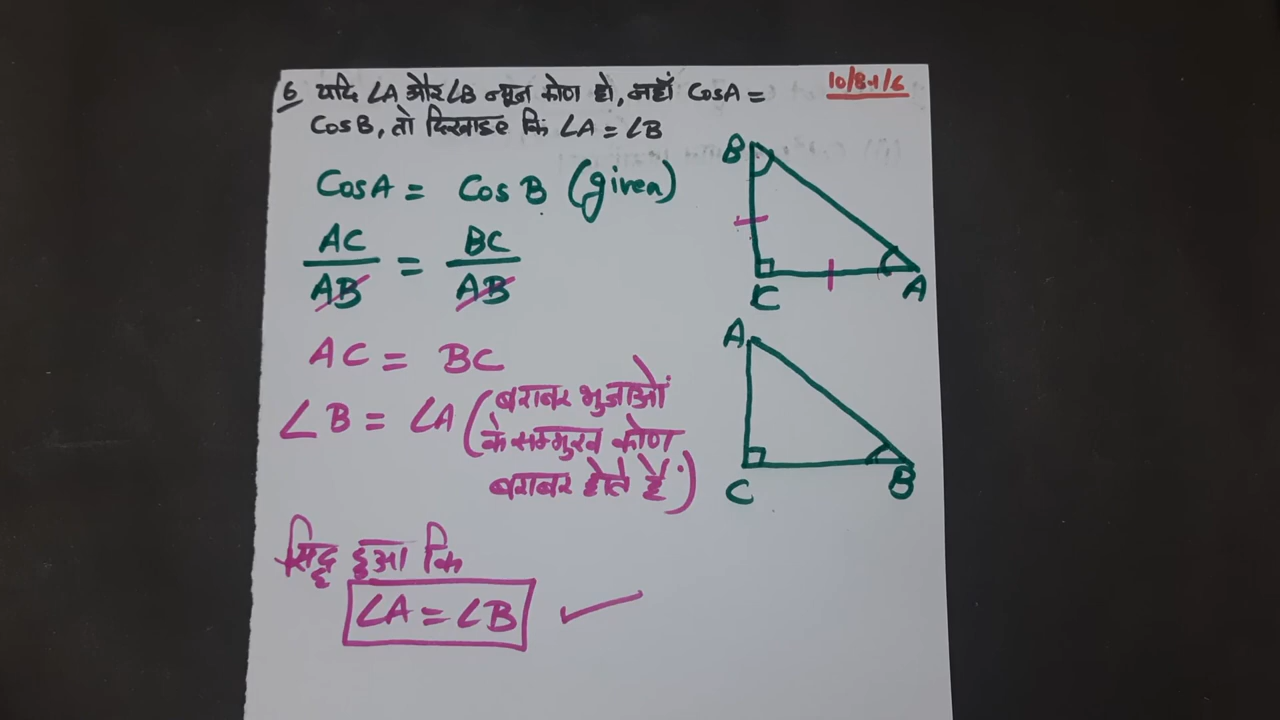 6 यदि ∠A और ∠B न्यून कोण हो, जहाँ CosA =
10/8.1/6
CosB, तो दिखाइए कि ∠A = ∠B
CosA = CosB (given)
AC/AB = BC/AB
AC = BC
∠B = ∠A (बराबर भुजाओं
के सम्मुख कोण
बराबर होते हैं)
सिद्ध हुआ कि
∠A = ∠B ✓
B
C
A
A
C
B